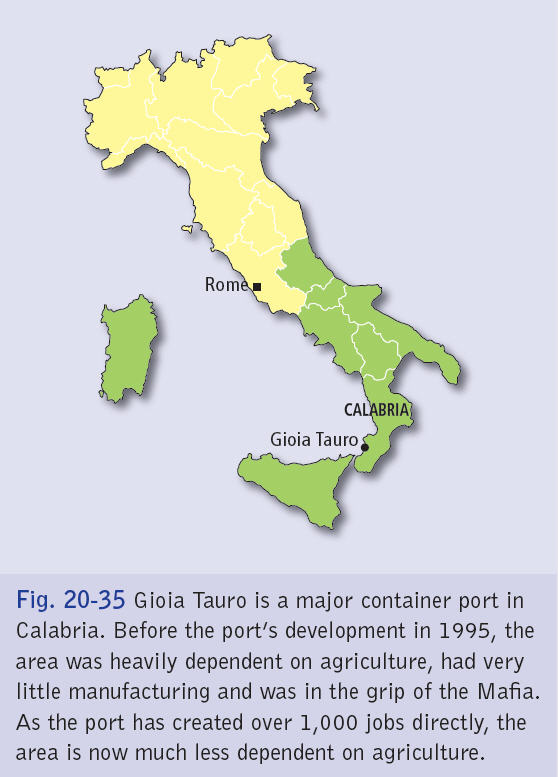 Rome
CALABRIA
Gioia Tauro
Fig. 20-35 Gioia Tauro is a major container port in
Calabria. Before the port’s development in 1995, the
area was heavily dependent on agriculture, had very
little manufacturing and was in the grip of the Mafia.
As the port has created over 1,000 jobs directly, the
area is now much less dependent on agriculture.